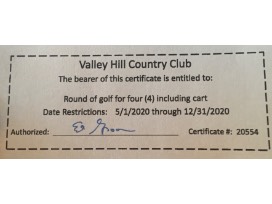 Valley Hill Country Club
The bearer of this certificate is entitled to:
Round of golf for four (4) including cart
Date Restrictions: 5/1/2020 through 12/31/2020
Authorized: Certificate #: 20554